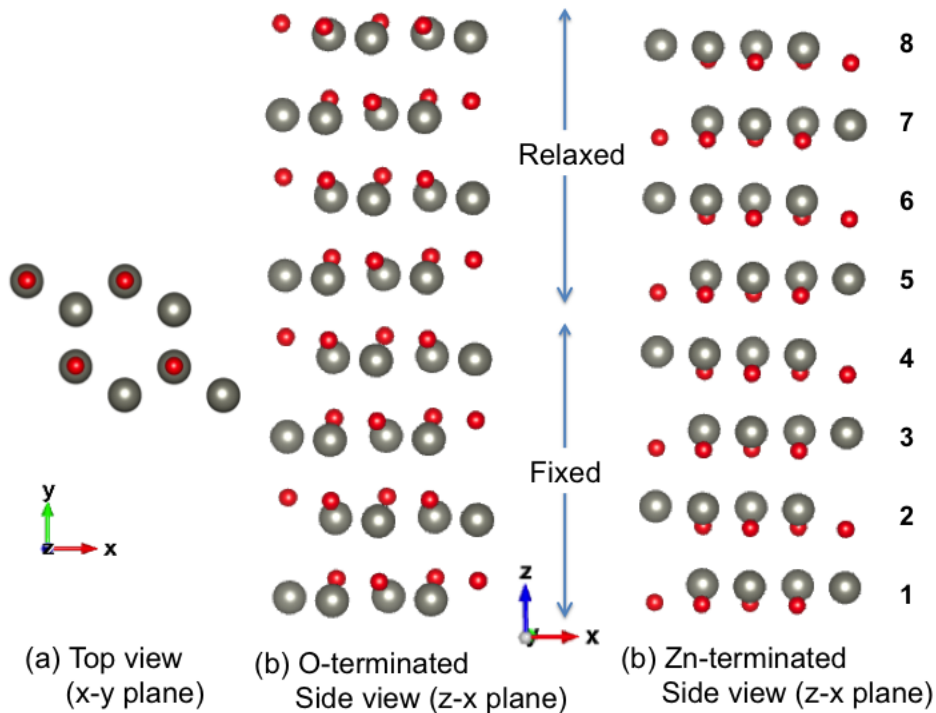 8
7
Relaxed
6
5
4
3
Fixed
2
1
y
z
x
z
y
x
(a) Top view
(x-y plane)
(b) O-terminated
Side view (z-x plane)
(b) Zn-terminated
Side view (z-x plane)